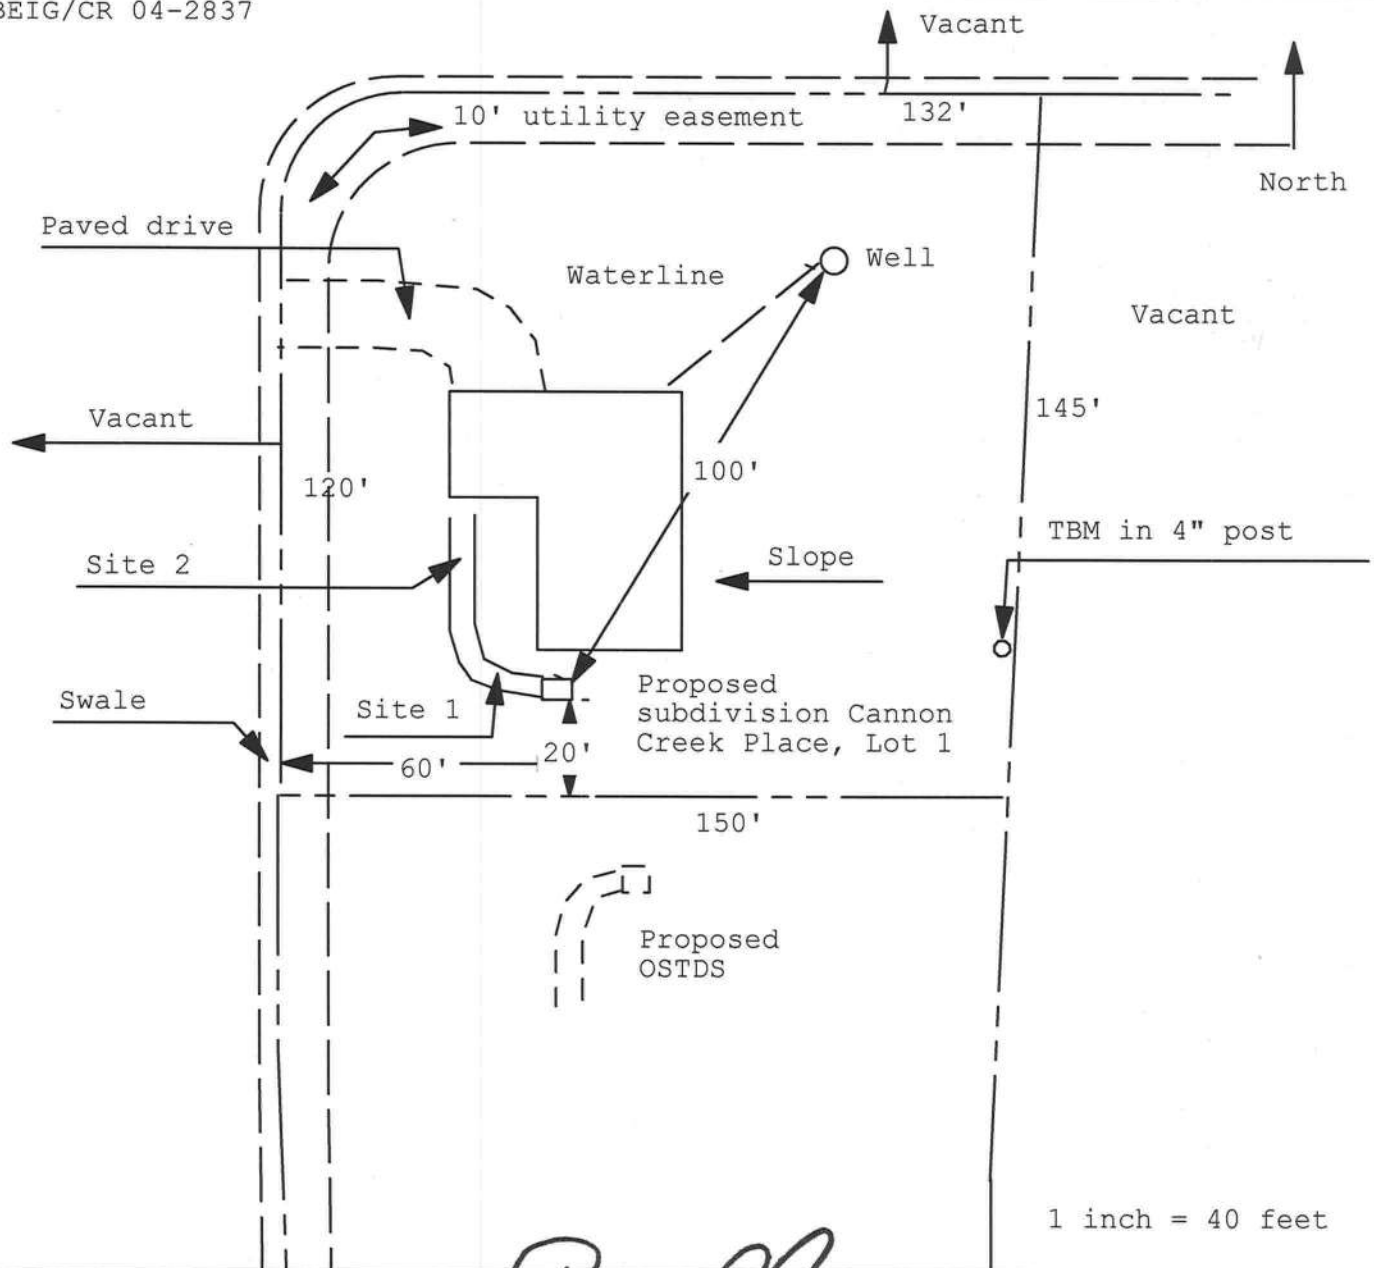 BEIG/CR 04-2837
Vacant
10' utility easement
132'
North
Paved drive
Waterline
Well
Vacant
145'
Vacant
100'
120'
TBM in 4" post
Slope
Site 2
Proposed
subdivision Cannon
Creek Place, Lot 1
Swale
Site 1
20'
60'
150'
Proposed
OSTDS
1 inch = 40 feet